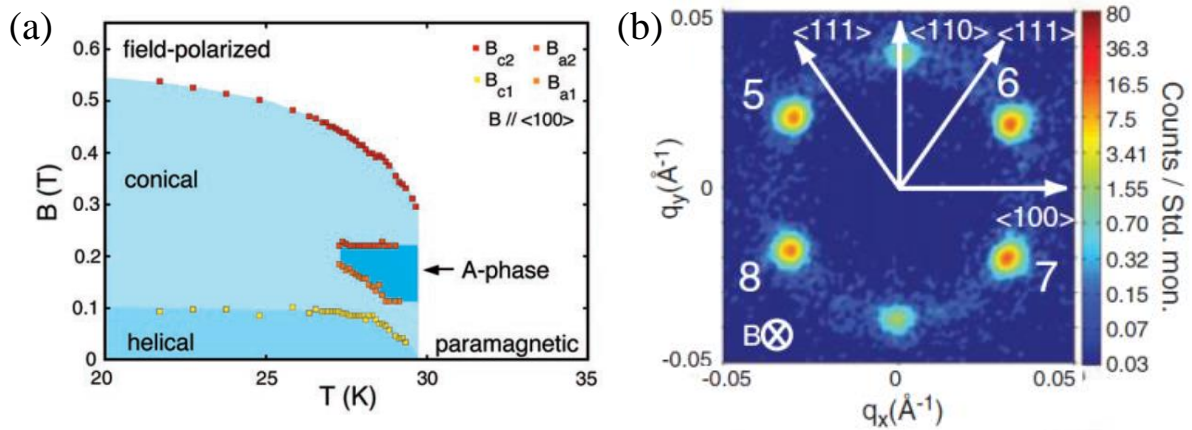 (a)
0.6
0.5
0.4
0.3
0.2
0.1
0
B (T)
field-polarized
B_c2
B_a2
B_c1
B_a1
B // <100>
conical
A-phase
helical
paramagnetic
20
25
30
35
T (K)
(b)
0.05
0
-0.05
q_y(Å⁻¹)
<111>
<110>
<111>
5
6
<100>
8
7
B
-0.05
0
0.05
q_x(Å⁻¹)
80
36.3
16.5
7.5
3.41
1.55
0.70
0.32
0.15
0.07
0.03
Counts / Std. mon.